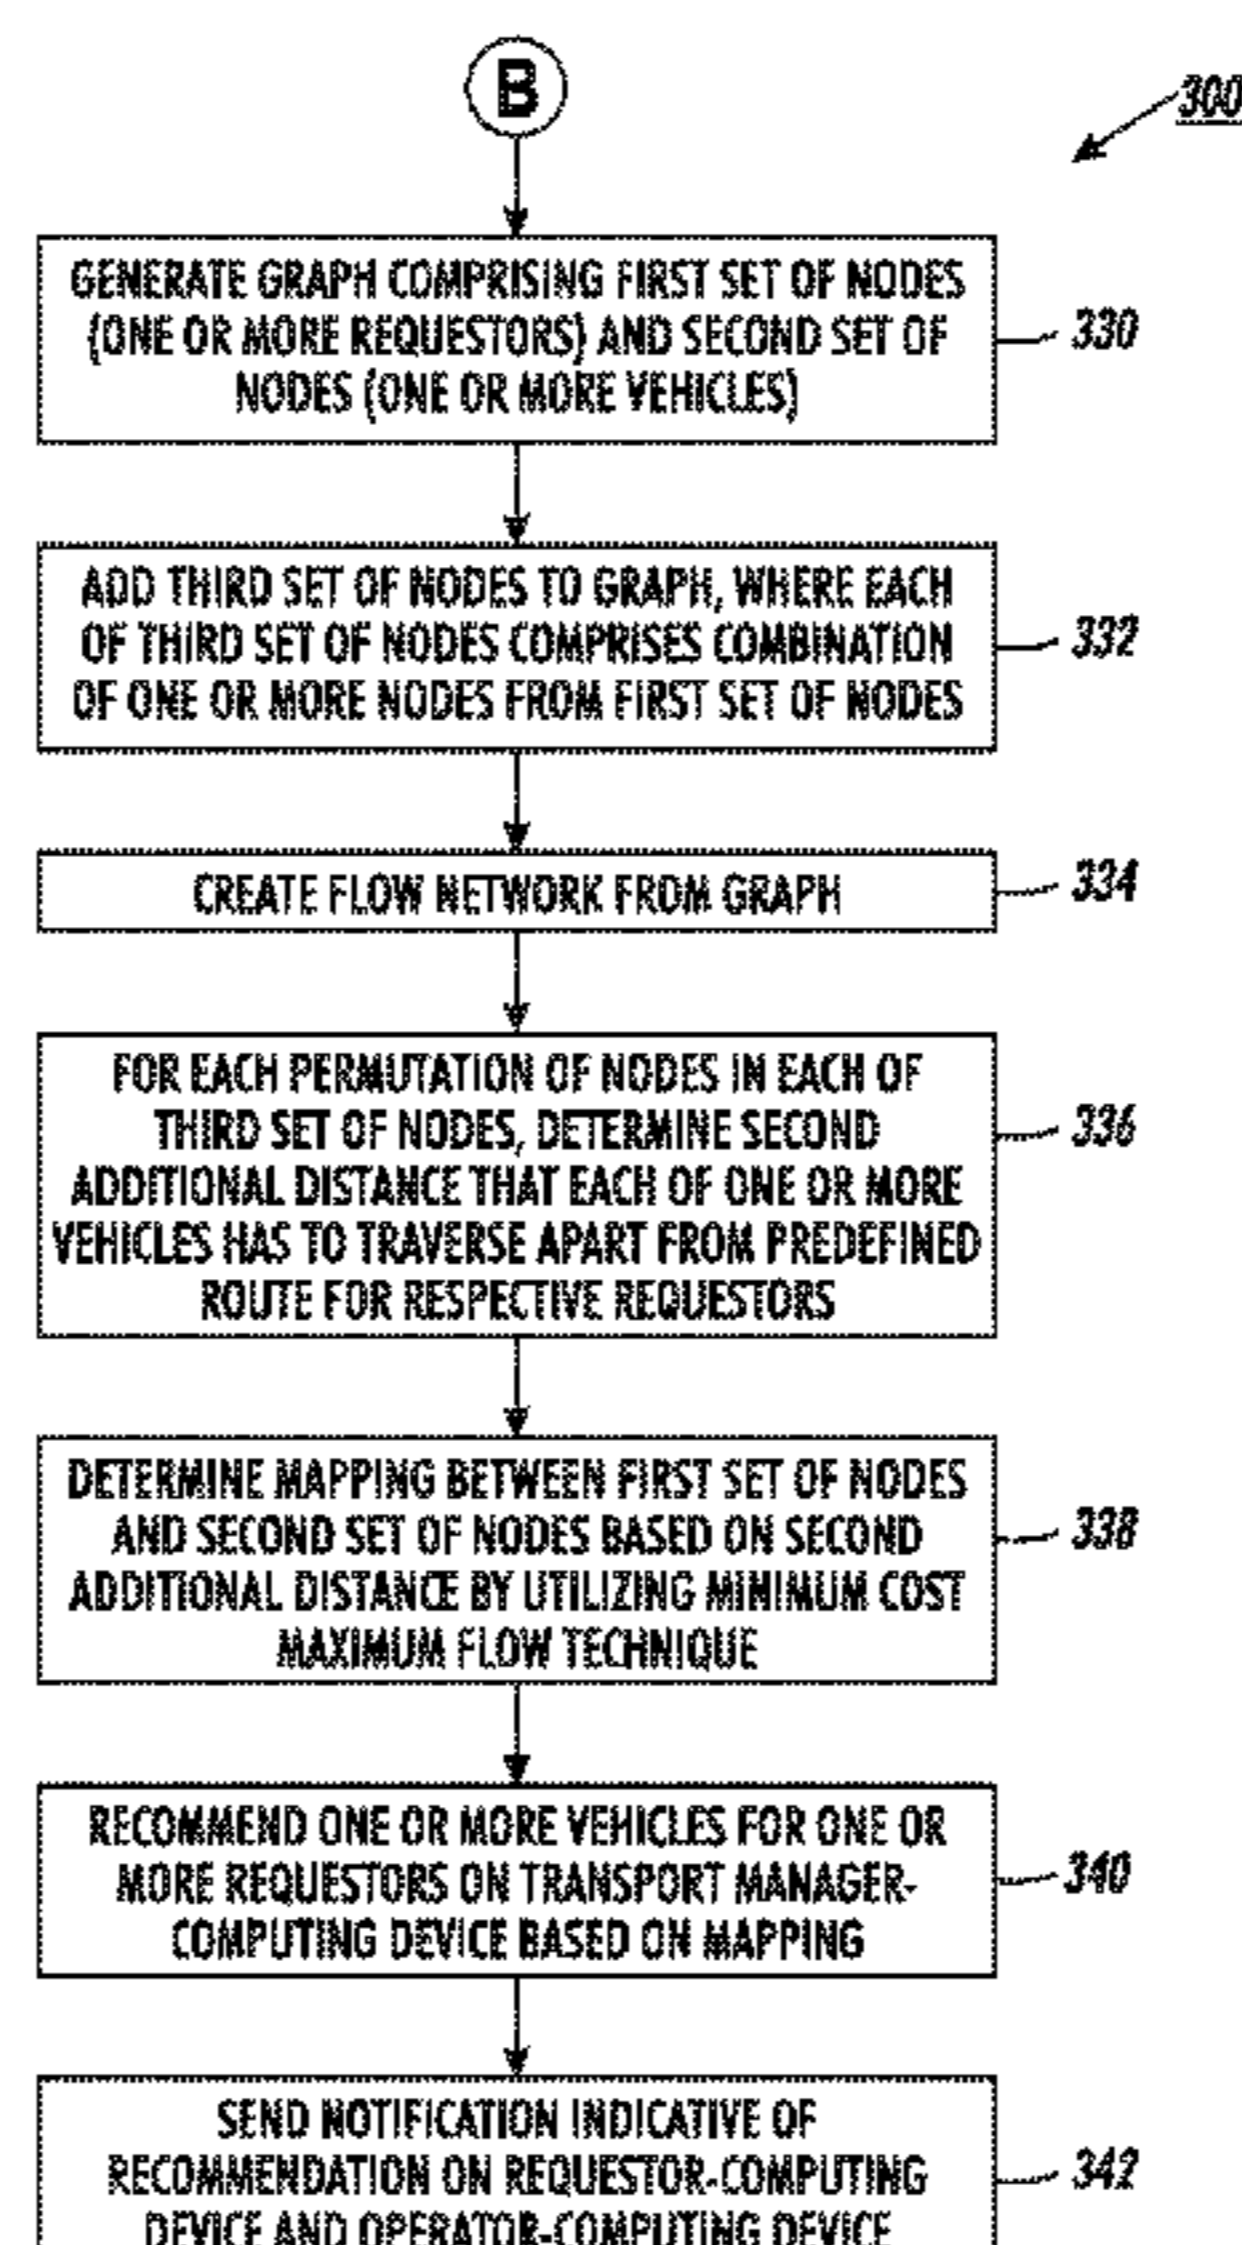 B
300
GENERATE GRAPH COMPRISING FIRST SET OF NODES
(ONE OR MORE REQUESTORS) AND SECOND SET OF
NODES (ONE OR MORE VEHICLES)
330
ADD THIRD SET OF NODES TO GRAPH, WHERE EACH
OF THIRD SET OF NODES COMPRISES COMBINATION
OF ONE OR MORE NODES FROM FIRST SET OF NODES
332
CREATE FLOW NETWORK FROM GRAPH
334
FOR EACH PERMUTATION OF NODES IN EACH OF
THIRD SET OF NODES, DETERMINE SECOND
ADDITIONAL DISTANCE THAT EACH OF ONE OR MORE
VEHICLES HAS TO TRAVERSE APART FROM PREDEFINED
ROUTE FOR RESPECTIVE REQUESTORS
336
DETERMINE MAPPING BETWEEN FIRST SET OF NODES
AND SECOND SET OF NODES BASED ON SECOND
ADDITIONAL DISTANCE BY UTILIZING MINIMUM COST
MAXIMUM FLOW TECHNIQUE
338
RECOMMEND ONE OR MORE VEHICLES FOR ONE OR
MORE REQUESTORS ON TRANSPORT MANAGER-
COMPUTING DEVICE BASED ON MAPPING
340
SEND NOTIFICATION INDICATIVE OF
RECOMMENDATION ON REQUESTOR-COMPUTING
DEVICE AND OPERATOR-COMPUTING DEVICE
342